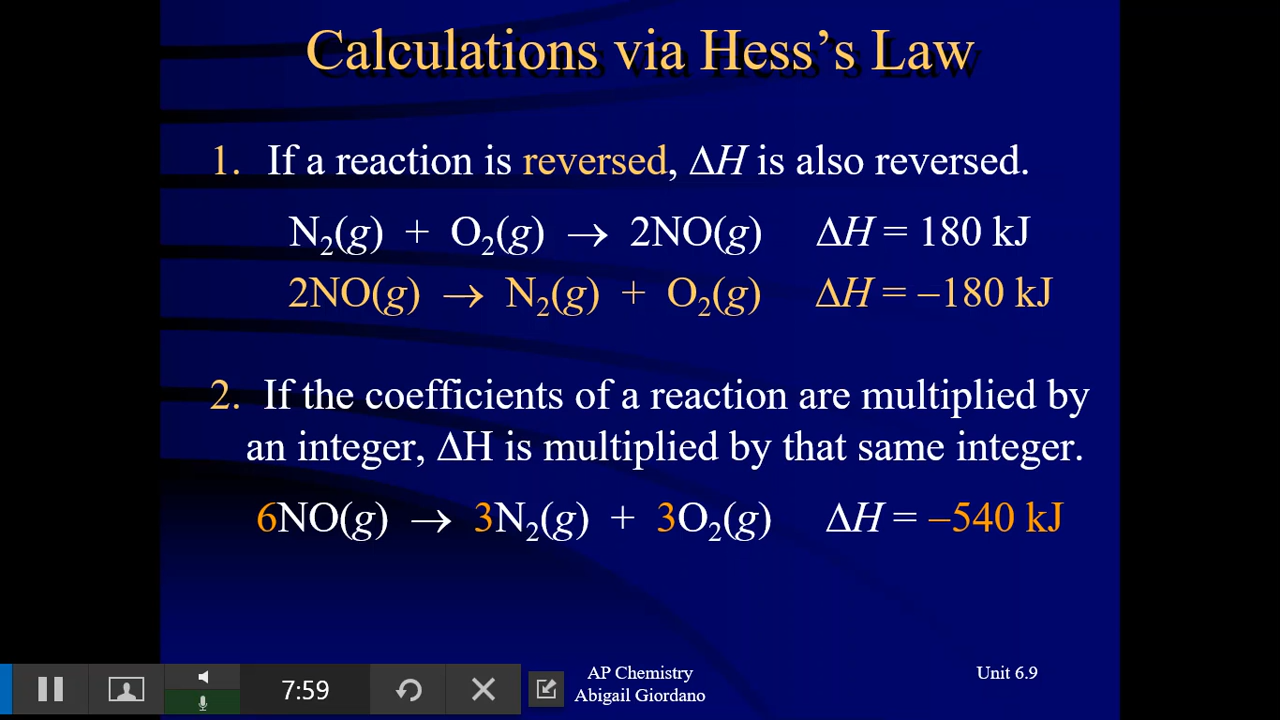 Calculations via Hess’s Law
1. If a reaction is reversed, ΔH is also reversed.
N₂(g) + O₂(g) → 2NO(g) ΔH = 180 kJ
2NO(g) → N₂(g) + O₂(g) ΔH = –180 kJ
2. If the coefficients of a reaction are multiplied by
an integer, ΔH is multiplied by that same integer.
6NO(g) → 3N₂(g) + 3O₂(g) ΔH = –540 kJ
7:59
AP Chemistry
Abigail Giordano
Unit 6.9